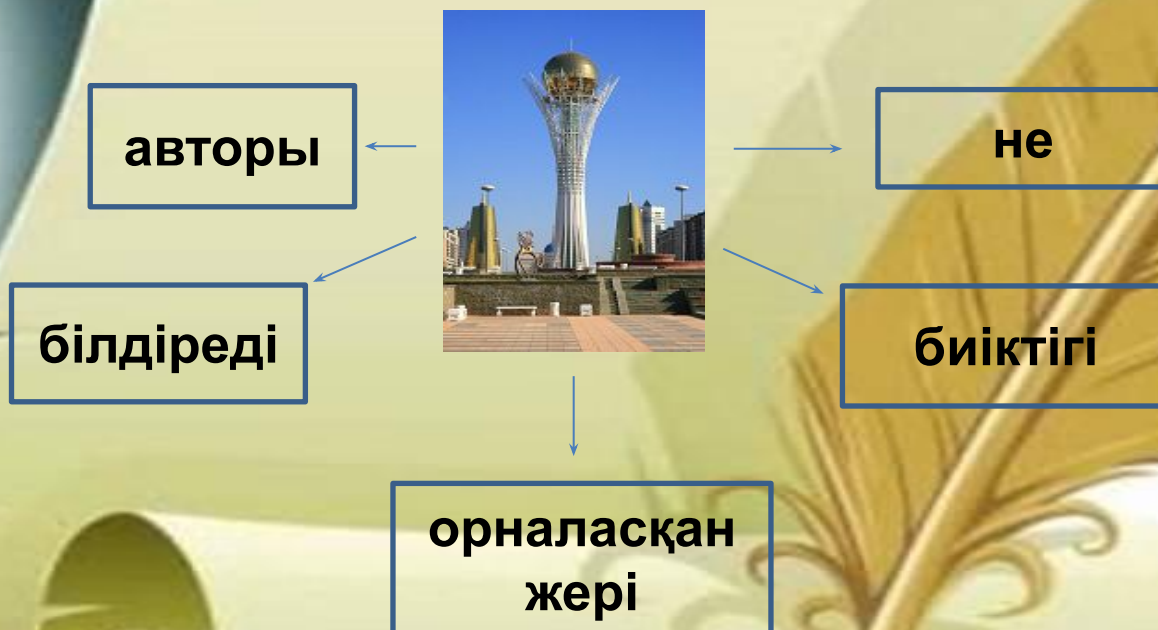 авторы
не
білдіреді
биіктігі
орналасқан
жері